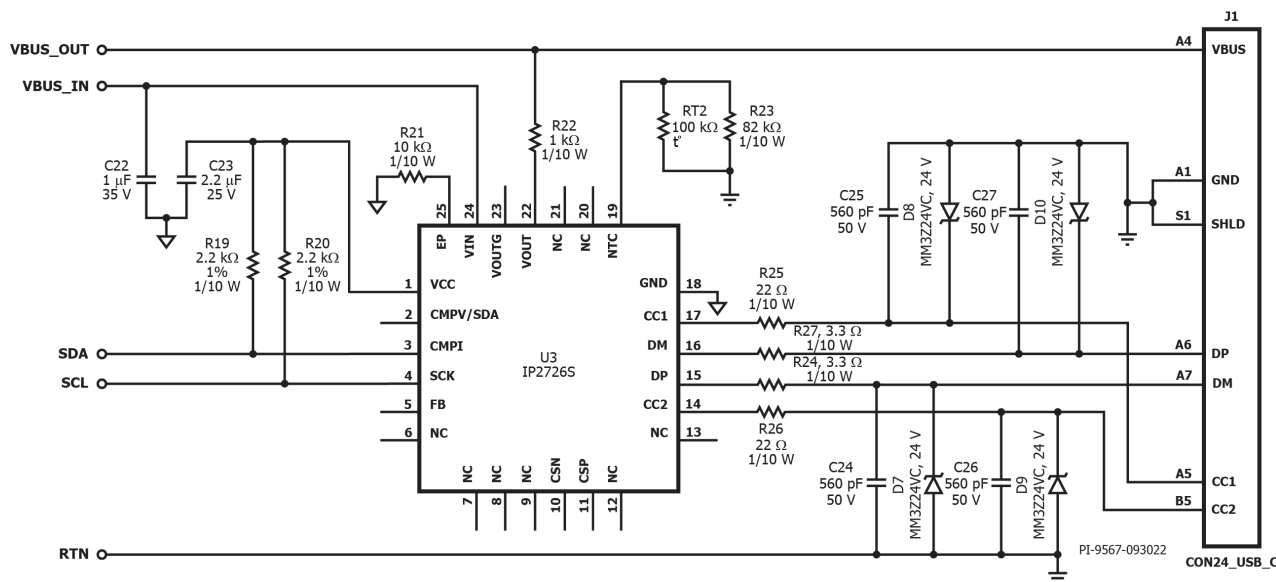 J1
VBUS_OUT
A4
VBUS
VBUS_IN
C22
1 μF
35 V
C23
2.2 μF
25 V
R21
10 kΩ
1/10 W
R22
1 kΩ
1/10 W
RT2
100 kΩ
t°
R23
82 kΩ
1/10 W
R19
2.2 kΩ
1%
1/10 W
R20
2.2 kΩ
1%
1/10 W
25
24
23
22
21
20
19
EP
VIN
VOUTG
VOUT
NC
NC
NTC
C25
560 pF
50 V
D8
MM3Z24VC, 24 V
C27
560 pF
50 V
D10
MM3Z24VC, 24 V
A1
GND
S1
SHLD
1
VCC
2
CMPV/SDA
SDA
3
CMPI
SCL
4
SCK
5
FB
6
NC
U3
IP2726S
GND
18
CC1
17
DM
16
DP
15
CC2
14
NC
13
R25
22 Ω
1/10 W
R27, 3.3 Ω
1/10 W
R24, 3.3 Ω
1/10 W
R26
22 Ω
1/10 W
A6
DP
A7
DM
NC
NC
NC
CSN
CSP
NC
7
8
9
10
11
12
C24
560 pF
50 V
D7
MM3Z24VC, 24 V
C26
560 pF
50 V
D9
MM3Z24VC, 24 V
A5
CC1
B5
CC2
RTN
PI-9567-093022
CON24_USB_C